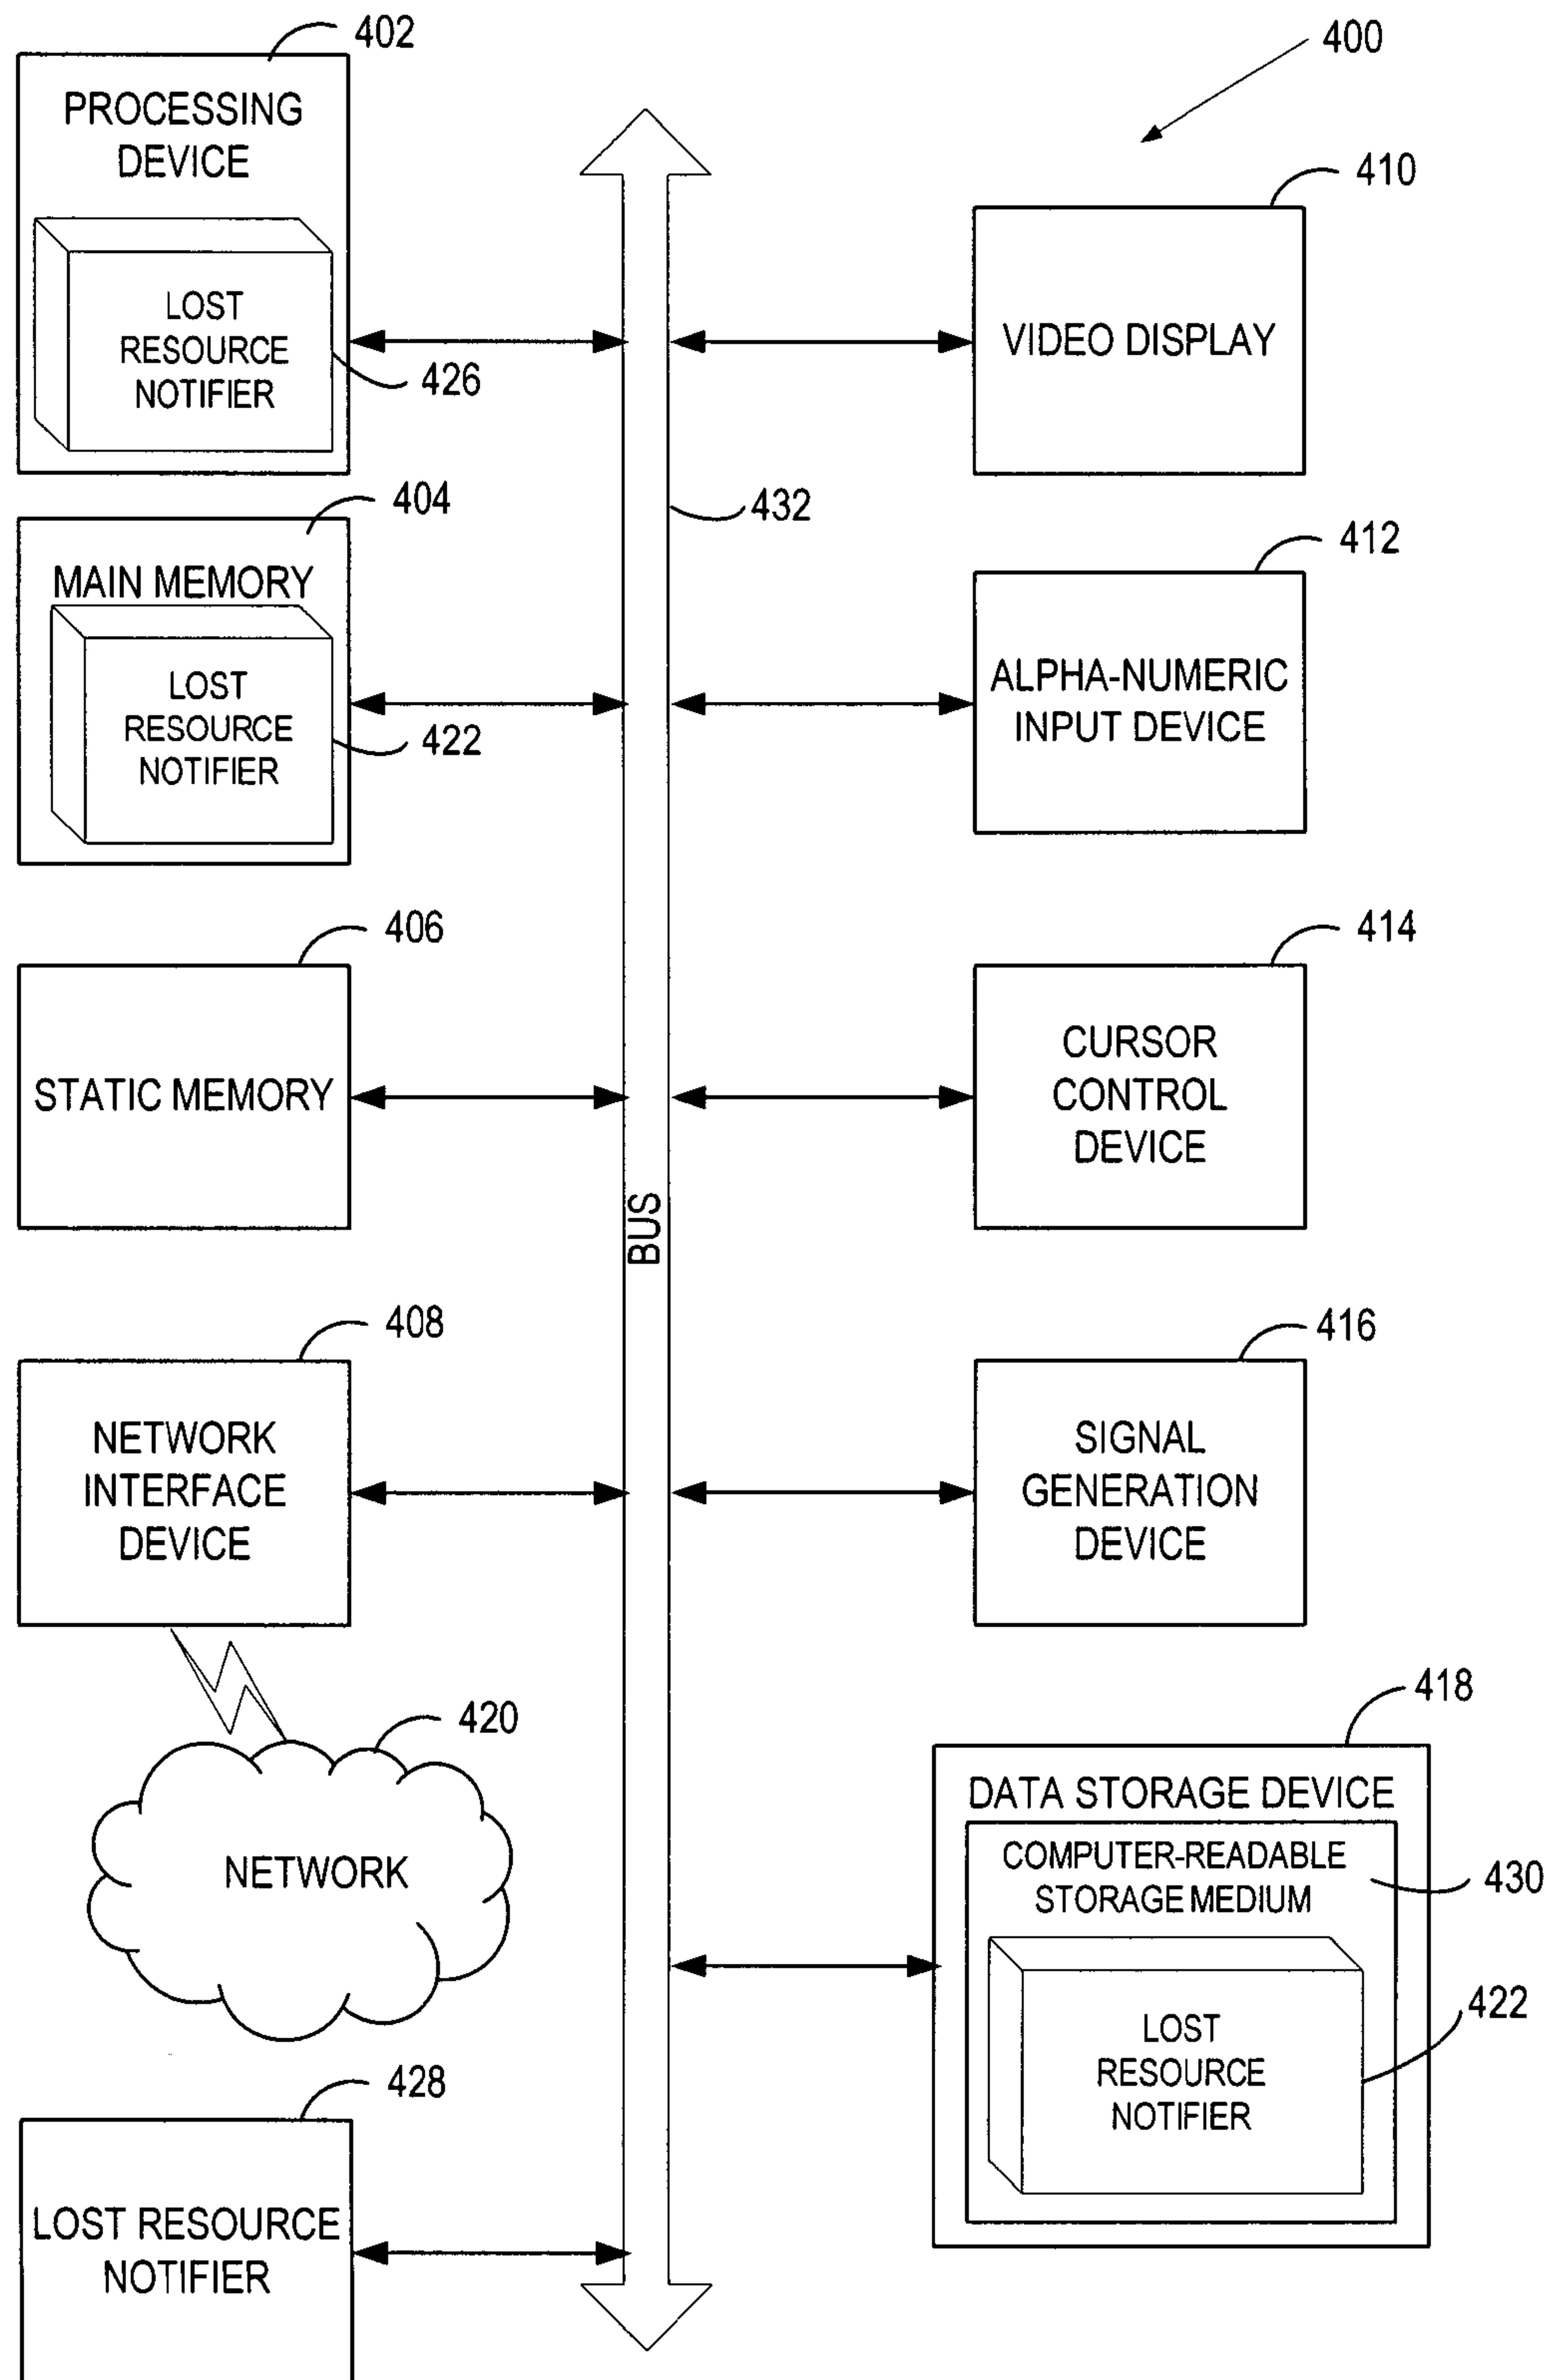 402
PROCESSING
DEVICE
LOST
RESOURCE
NOTIFIER
426
404
MAIN MEMORY
LOST
RESOURCE
NOTIFIER
422
406
STATIC MEMORY
408
NETWORK
INTERFACE
DEVICE
420
NETWORK
428
LOST RESOURCE
NOTIFIER
BUS
432
400
410
VIDEO DISPLAY
412
ALPHA-NUMERIC
INPUT DEVICE
414
CURSOR
CONTROL
DEVICE
416
SIGNAL
GENERATION
DEVICE
418
DATA STORAGE DEVICE
COMPUTER-READABLE
STORAGE MEDIUM
430
LOST
RESOURCE
NOTIFIER
422